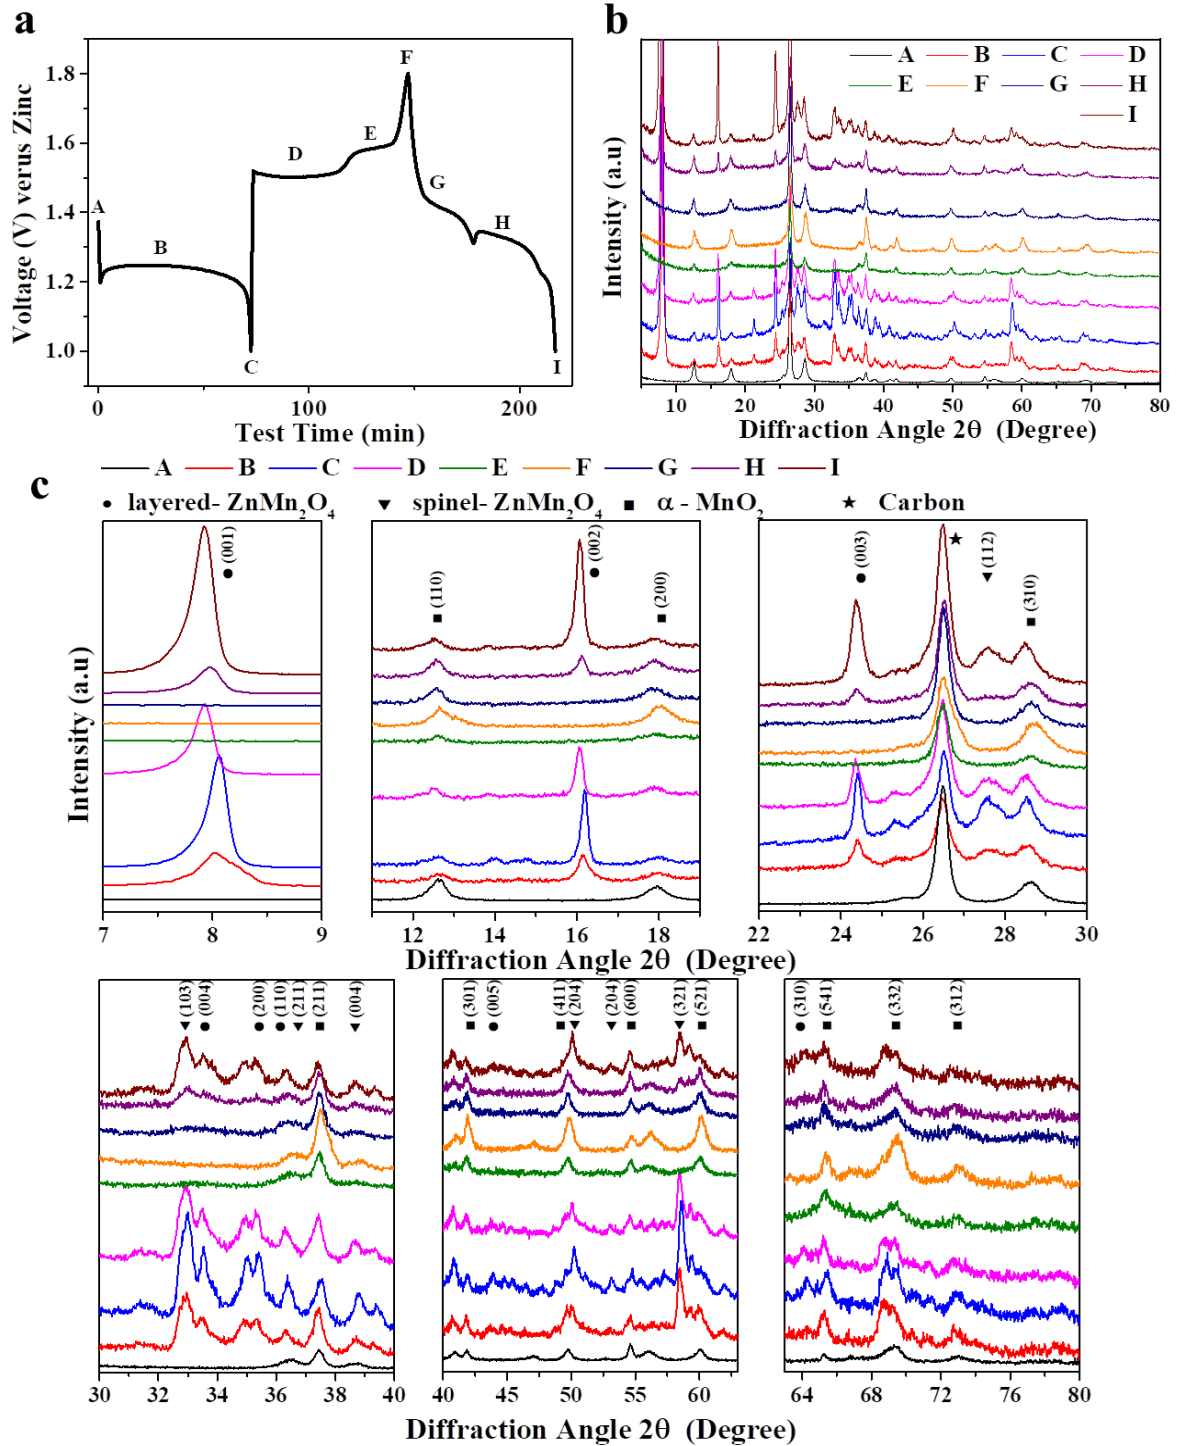 a
Voltage (V) verus Zinc
1.8
1.6
1.4
1.2
1.0
A
B
C
D
E
F
G
H
I
0
100
200
Test Time (min)
b
Intensity (a.u)
A B C D
E F G H
I
10 20 30 40 50 60 70 80
Diffraction Angle 2θ (Degree)
c
A B C D E F G H I
● layered- ZnMn₂O₄ ▼ spinel- ZnMn₂O₄ ■ α - MnO₂ ★ Carbon
Intensity (a.u)
● (001)
7 8 9
■ (110)
● (002)
■ (200)
12 14 16 18
● (003)
★
▼ (112)
■ (310)
22 24 26 28 30
Diffraction Angle 2θ (Degree)
▼ (103)
● (004)
● (200)
● (110)
▼ (211)
■ (211)
▼ (004)
30 32 34 36 38 40
■ (301)
● (005)
■ (411)
▼ (204)
▼ (204)
■ (600)
▼ (321)
■ (521)
40 45 50 55 60
● (310)
■ (541)
■ (332)
■ (312)
64 68 72 76 80
Diffraction Angle 2θ (Degree)